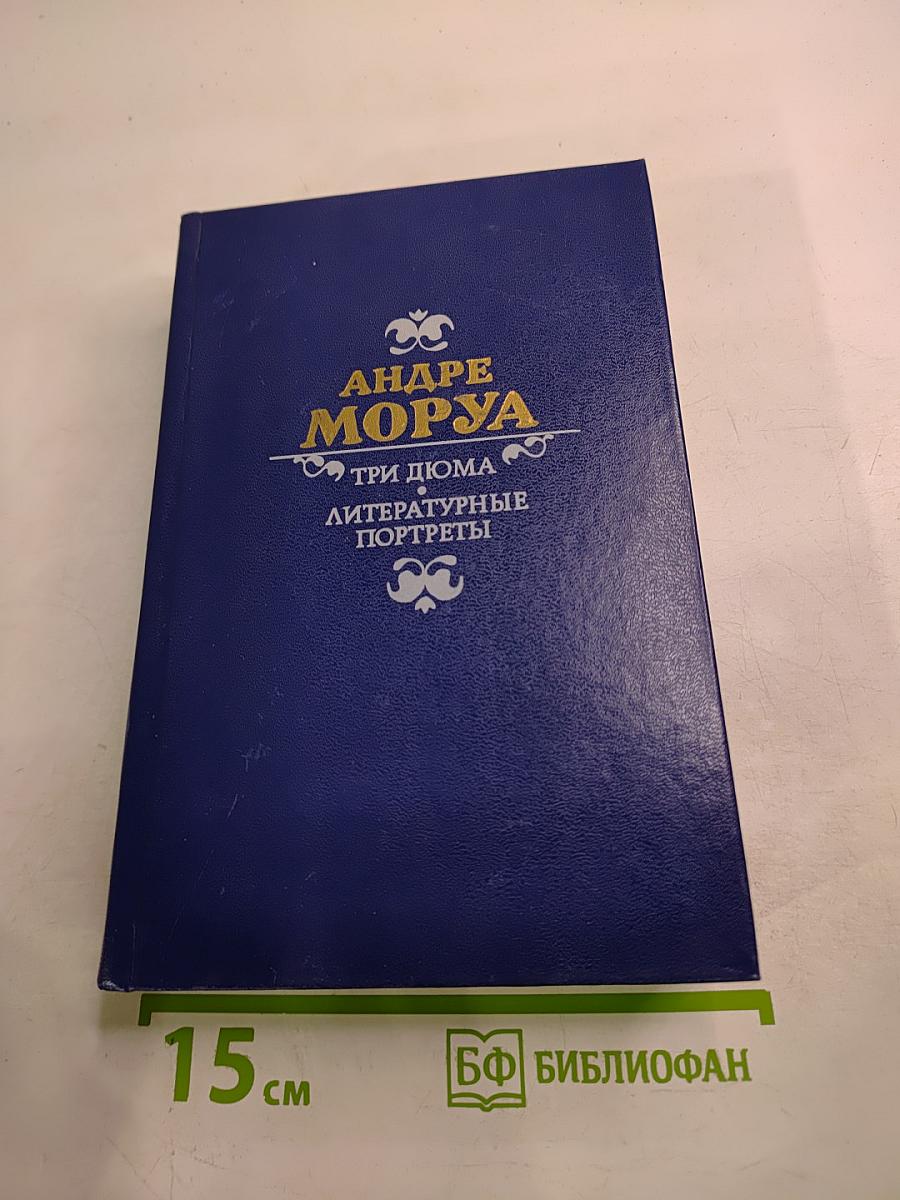 АНДРЕ
МОРУА
ТРИ ДЮМА
•
ЛИТЕРАТУРНЫЕ
ПОРТРЕТЫ
15 см
БФ БИБЛИОФАН